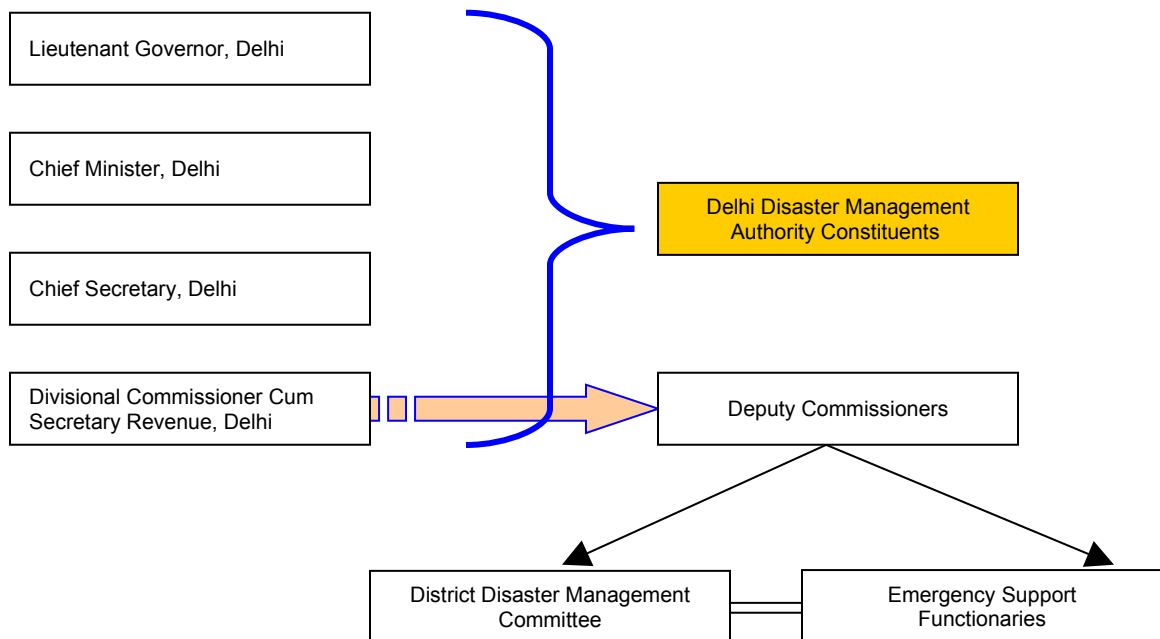 Lieutenant Governor, Delhi
Chief Minister, Delhi
Delhi Disaster Management
Authority Constituents
Chief Secretary, Delhi
Divisional Commissioner Cum
Secretary Revenue, Delhi
Deputy Commissioners
District Disaster Management
Committee
Emergency Support
Functionaries